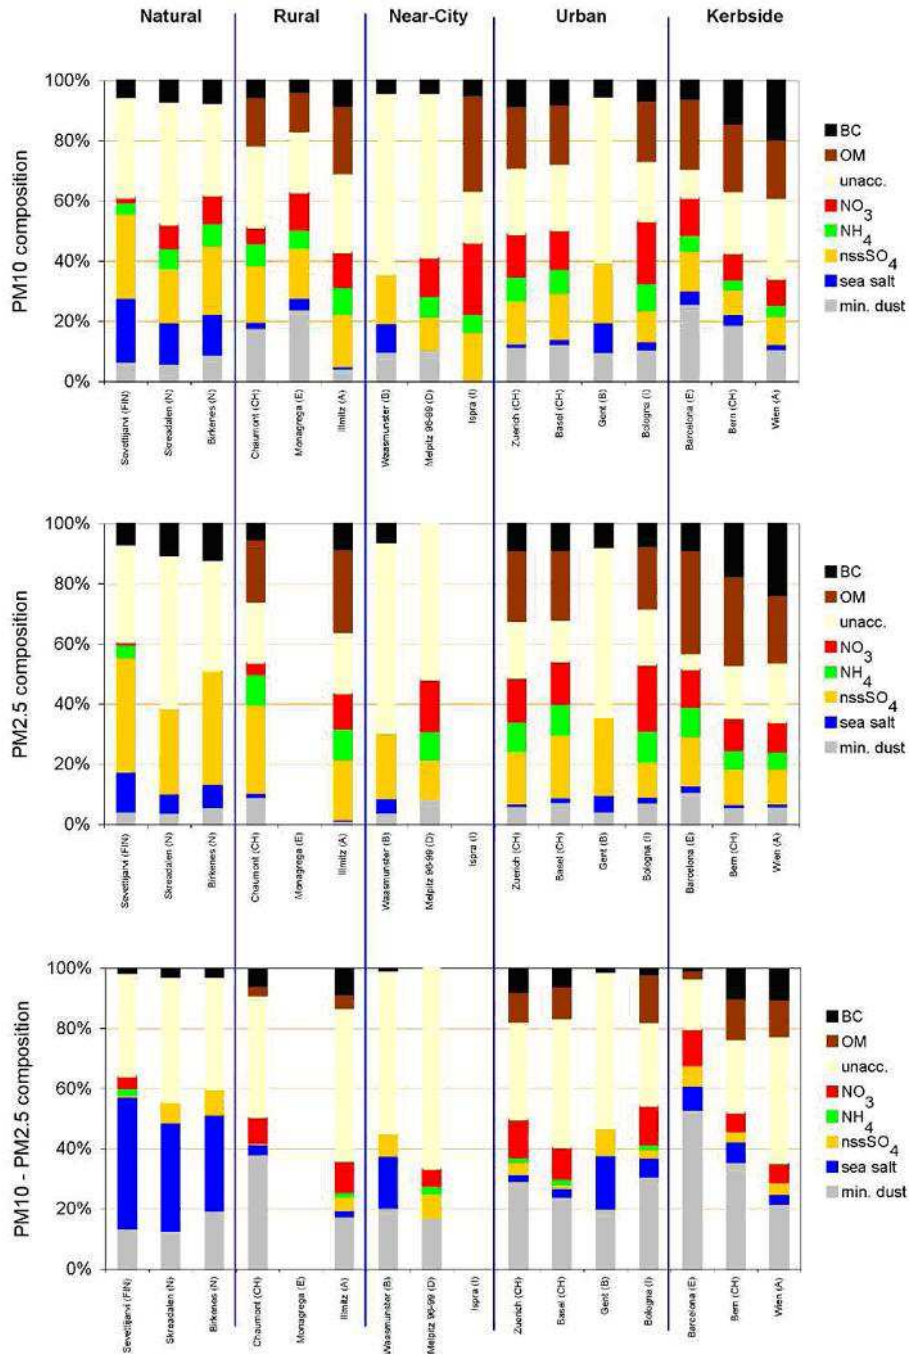 Natural Rural Near-City Urban Kerbside
PM10 composition
100%
80%
60%
40%
20%
0%
BC
OM
unacc.
NO3
NH4
nssSO4
sea salt
min. dust
Sevettijarvi (FIN)
Skreadalen (N)
Birkenes (N)
Chaumont (CH)
Monagrega (E)
Illmitz (A)
Waasmunster (B)
Melpitz 96-99 (D)
Ispra (I)
Zuerich (CH)
Basel (CH)
Gent (B)
Bologna (I)
Barcelona (E)
Bern (CH)
Wien (A)
PM2.5 composition
100%
80%
60%
40%
20%
0%
BC
OM
unacc.
NO3
NH4
nssSO4
sea salt
min. dust
Sevettijarvi (FIN)
Skreadalen (N)
Birkenes (N)
Chaumont (CH)
Monagrega (E)
Illmitz (A)
Waasmunster (B)
Melpitz 96-99 (D)
Ispra (I)
Zuerich (CH)
Basel (CH)
Gent (B)
Bologna (I)
Barcelona (E)
Bern (CH)
Wien (A)
PM10 - PM2.5 composition
100%
80%
60%
40%
20%
0%
BC
OM
unacc.
NO3
NH4
nssSO4
sea salt
min. dust
Sevettijarvi (FIN)
Skreadalen (N)
Birkenes (N)
Chaumont (CH)
Monagrega (E)
Illmitz (A)
Waasmunster (B)
Melpitz 96-99 (D)
Ispra (I)
Zuerich (CH)
Basel (CH)
Gent (B)
Bologna (I)
Barcelona (E)
Bern (CH)
Wien (A)